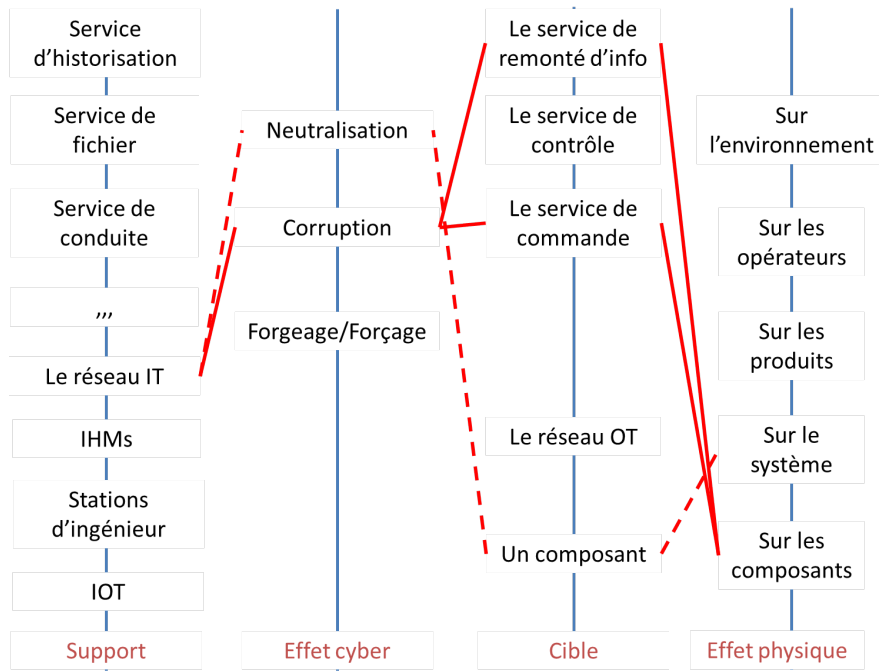 Service
d'historisation
Service de
fichier
Service de
conduite
,,,
Le réseau IT
IHMs
Stations
d'ingénieur
IOT
Support
Neutralisation
Corruption
Forgeage/Forçage
Effet cyber
Le service de
remonté d'info
Le service de
contrôle
Le service de
commande
Le réseau OT
Un composant
Cible
Sur
l'environnement
Sur les
opérateurs
Sur les
produits
Sur le
système
Sur les
composants
Effet physique